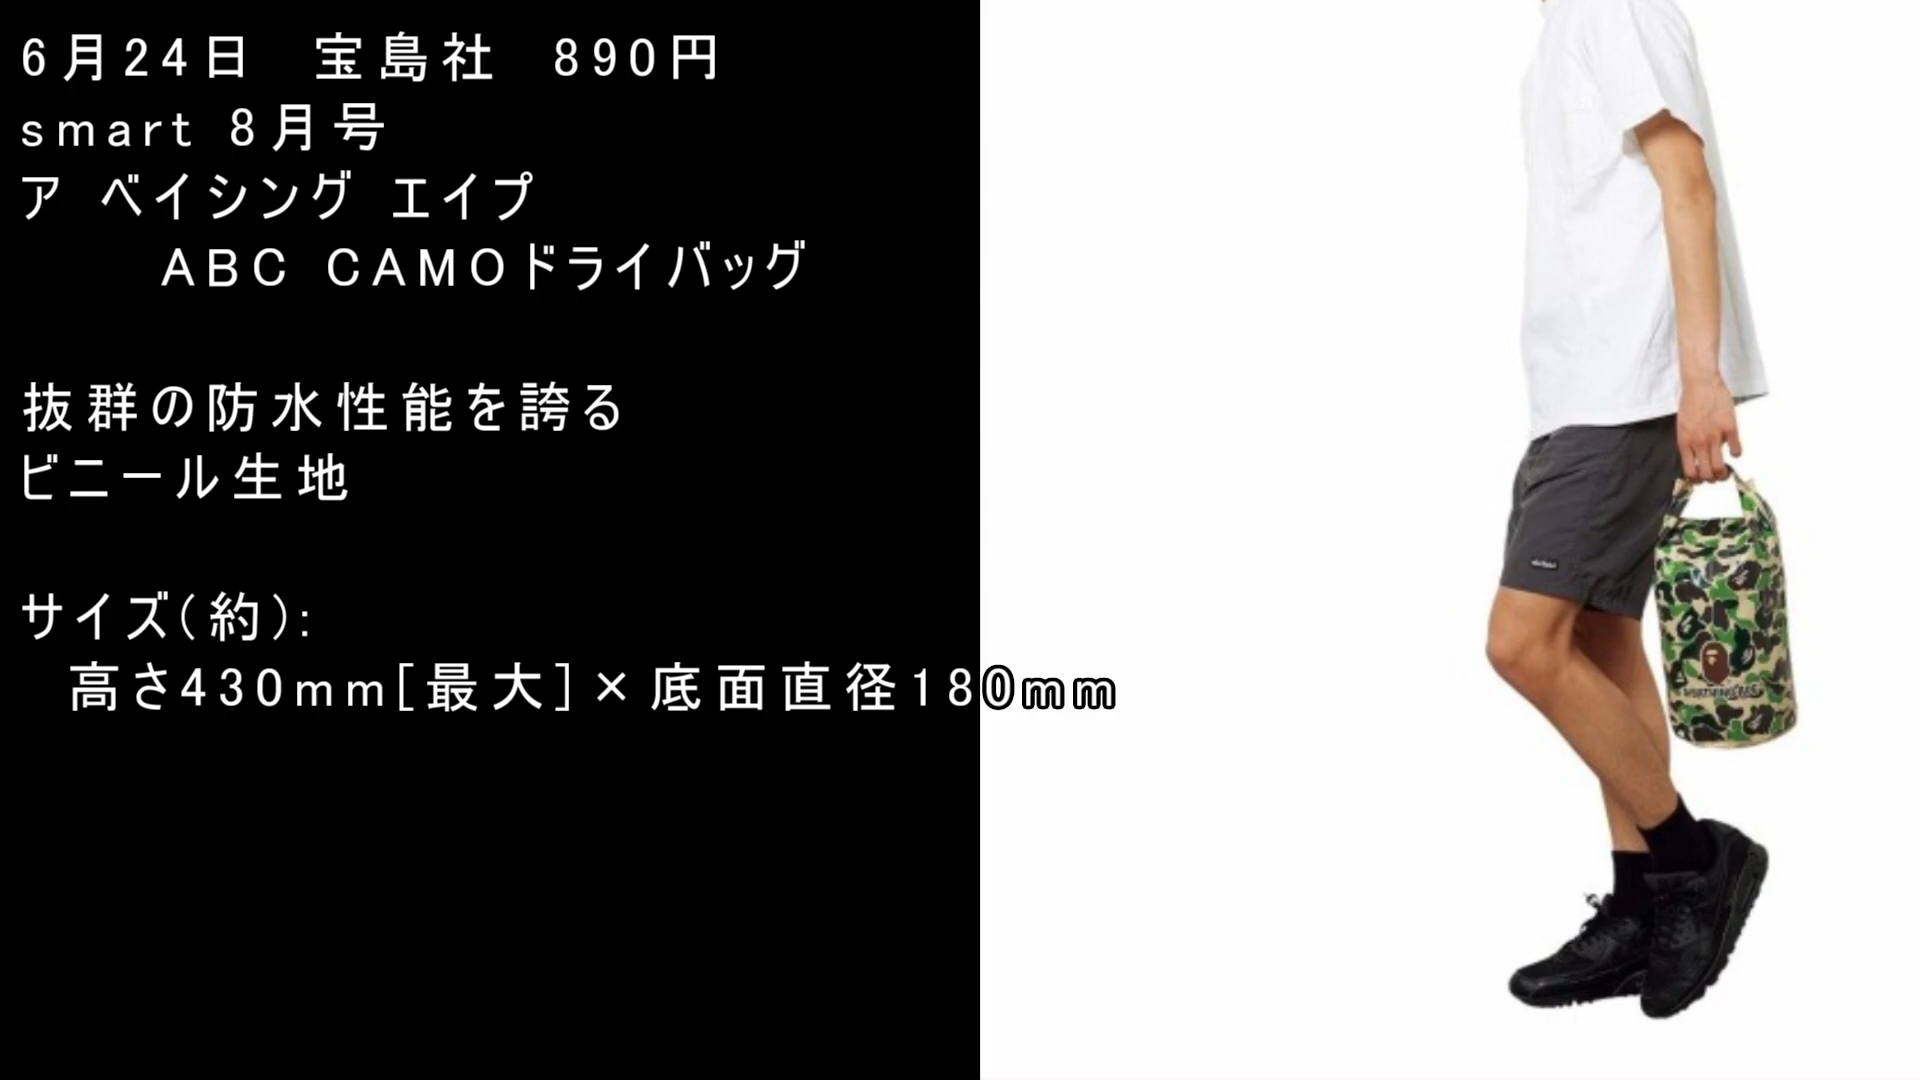 6月24日　宝島社　890円
smart 8月号
ア ベイシング エイプ
ABC CAMOドライバッグ
抜群の防水性能を誇る
ビニール生地
サイズ(約):
高さ430mm[最大]×底面直径180mm